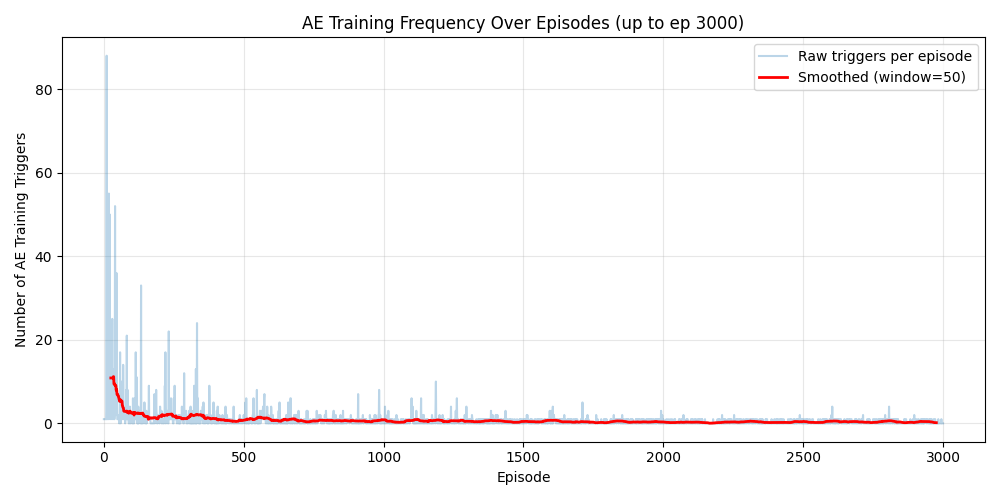 AE Training Frequency Over Episodes (up to ep 3000)
Raw triggers per episode
Smoothed (window=50)
Number of AE Training Triggers
80
60
40
20
0
0 500 1000 1500 2000 2500 3000
Episode